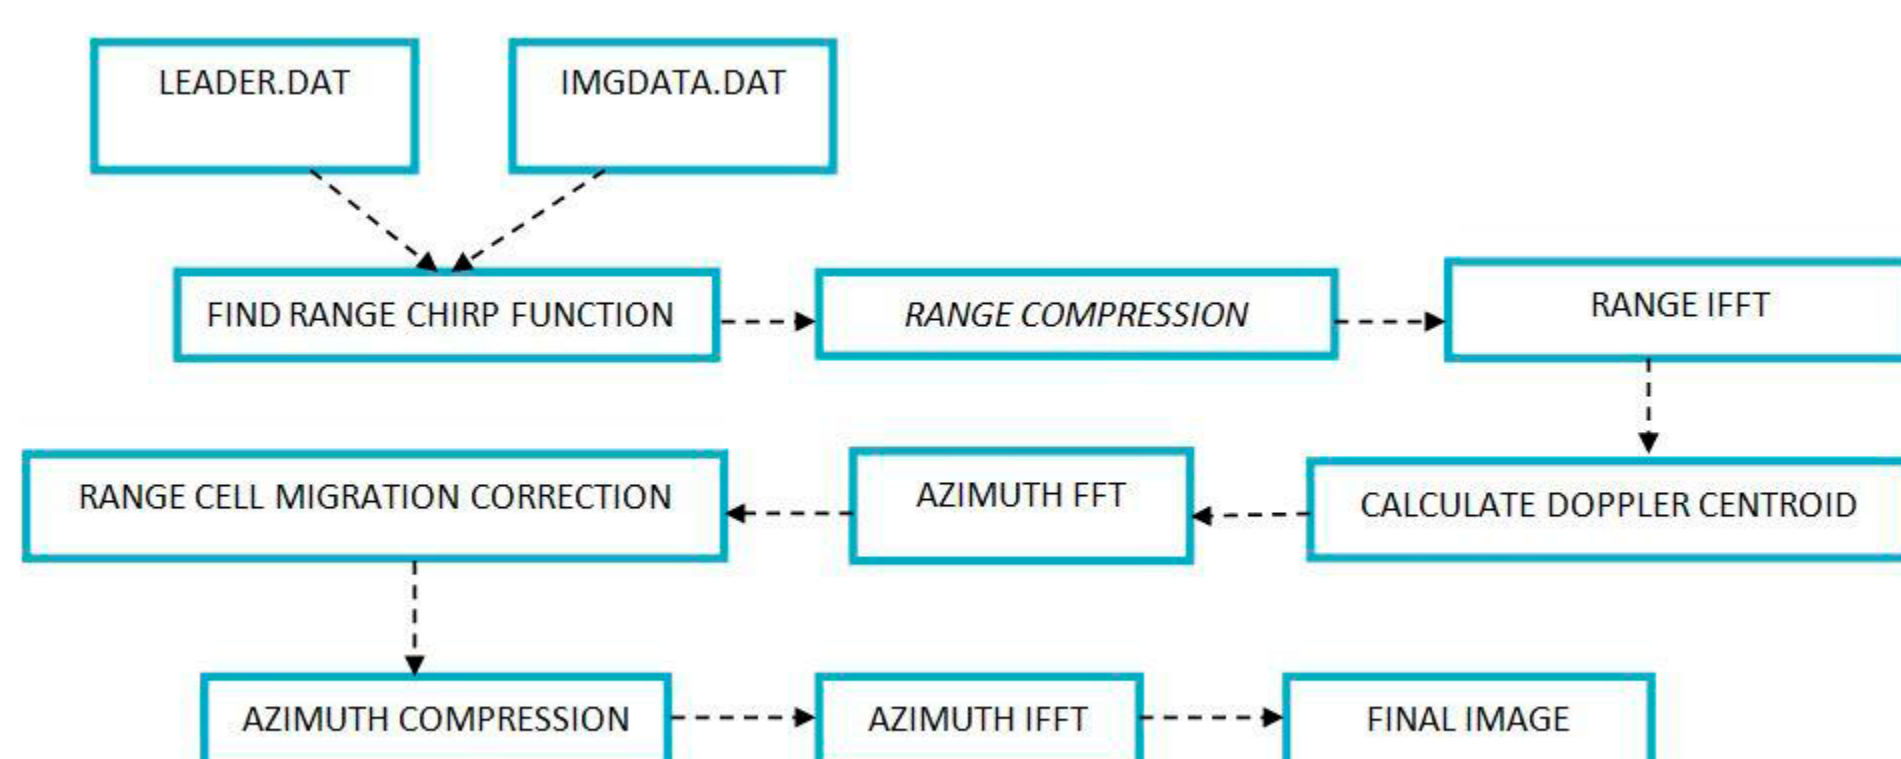 LEADER.DAT
IMGDATA.DAT
FIND RANGE CHIRP FUNCTION
RANGE COMPRESSION
RANGE IFFT
RANGE CELL MIGRATION CORRECTION
AZIMUTH FFT
CALCULATE DOPPLER CENTROID
AZIMUTH COMPRESSION
AZIMUTH IFFT
FINAL IMAGE